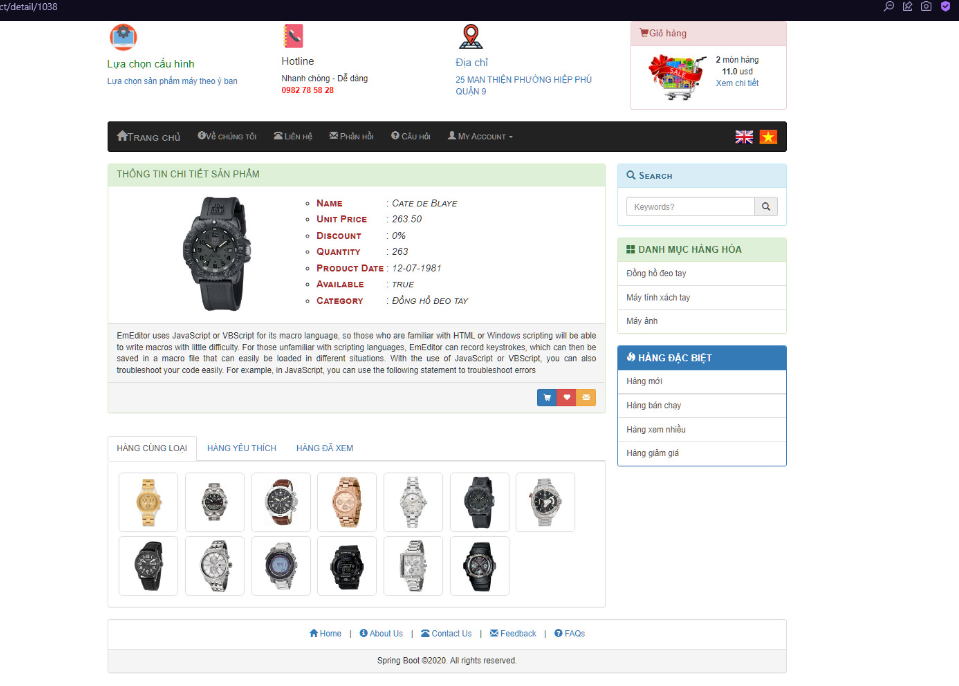 ct/detail/1038
Lựa chọn cấu hình
Lựa chọn sản phẩm máy theo ý bạn
Hotline
Nhanh chóng - Dễ dàng
0982 78 58 28
Địa chỉ
25 MAN THIỆN PHƯỜNG HIỆP PHÚ
QUẬN 9
Giỏ hàng
SALE
2 món hàng
11.0 usd
Xem chi tiết
Trang chủ
Về chúng tôi
Liên hệ
Phản hồi
Câu hỏi
My Account
THÔNG TIN CHI TIẾT SẢN PHẨM
Name : Cate de Blaye
Unit Price : 263.50
Discount : 0%
Quantity : 263
Product Date : 12-07-1981
Available : true
Category : Đồng hồ đeo tay
EmEditor uses JavaScript or VBScript for its macro language, so those who are familiar with HTML or Windows scripting will be able
to write macros with little difficulty. For those unfamiliar with scripting languages, EmEditor can record keystrokes, which can then be
saved in a macro file that can easily be loaded in different situations. With the use of JavaScript or VBScript, you can also
troubleshoot your code easily. For example, in JavaScript, you can use the following statement to troubleshoot errors
Search
Keywords?
DANH MỤC HÀNG HÓA
Đồng hồ đeo tay
Máy tính xách tay
Máy ảnh
HÀNG ĐẶC BIỆT
Hàng mới
Hàng bán chạy
Hàng xem nhiều
Hàng giảm giá
HÀNG CÙNG LOẠI
HÀNG YÊU THÍCH
HÀNG ĐÃ XEM
Home | About Us | Contact Us | Feedback | FAQs
Spring Boot ©2020. All rights reserved.